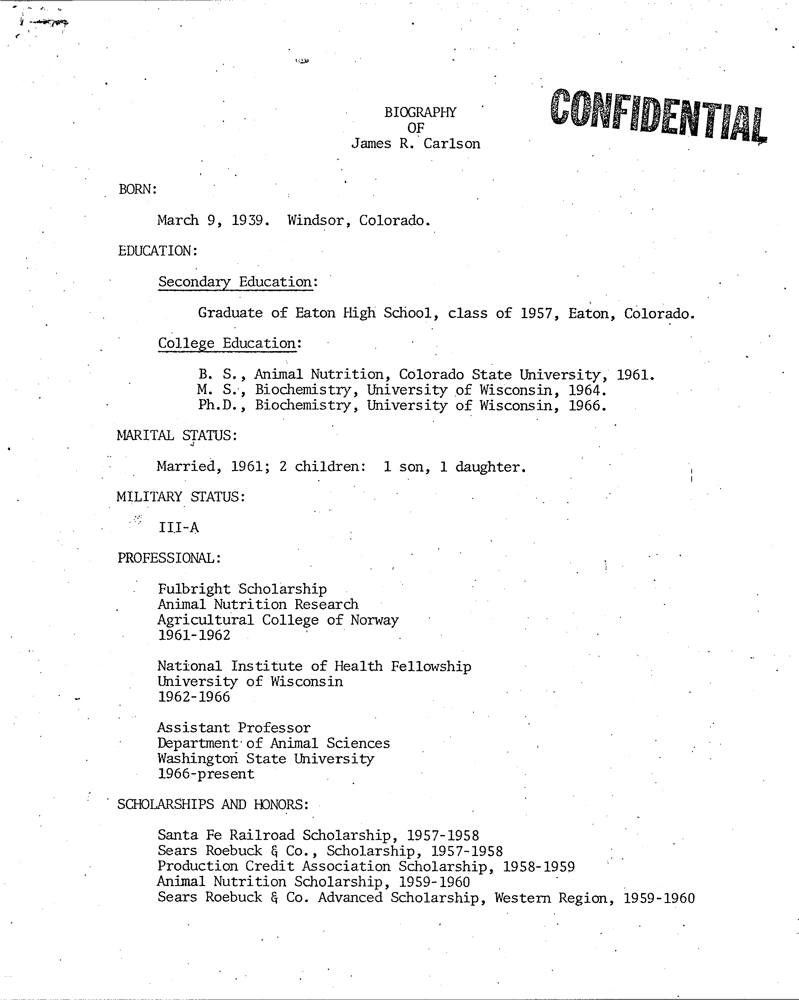 BIOGRAPHY
OF
James R. Carlson
CONFIDENTIAL
BORN:
March 9, 1939. Windsor, Colorado.
EDUCATION:
Secondary Education:
Graduate of Eaton High School, class of 1957, Eaton, Colorado.
College Education:
B. S., Animal Nutrition, Colorado State University, 1961.
M. S., Biochemistry, University of Wisconsin, 1964.
Ph.D., Biochemistry, University of Wisconsin, 1966.
MARITAL STATUS:
Married, 1961; 2 children: 1 son, 1 daughter.
MILITARY STATUS:
III-A
PROFESSIONAL:
Fulbright Scholarship
Animal Nutrition Research
Agricultural College of Norway
1961-1962
National Institute of Health Fellowship
University of Wisconsin
1962-1966
Assistant Professor
Department of Animal Sciences
Washington State University
1966-present
SCHOLARSHIPS AND HONORS:
Santa Fe Railroad Scholarship, 1957-1958
Sears Roebuck & Co., Scholarship, 1957-1958
Production Credit Association Scholarship, 1958-1959
Animal Nutrition Scholarship, 1959-1960
Sears Roebuck & Co. Advanced Scholarship, Western Region, 1959-1960